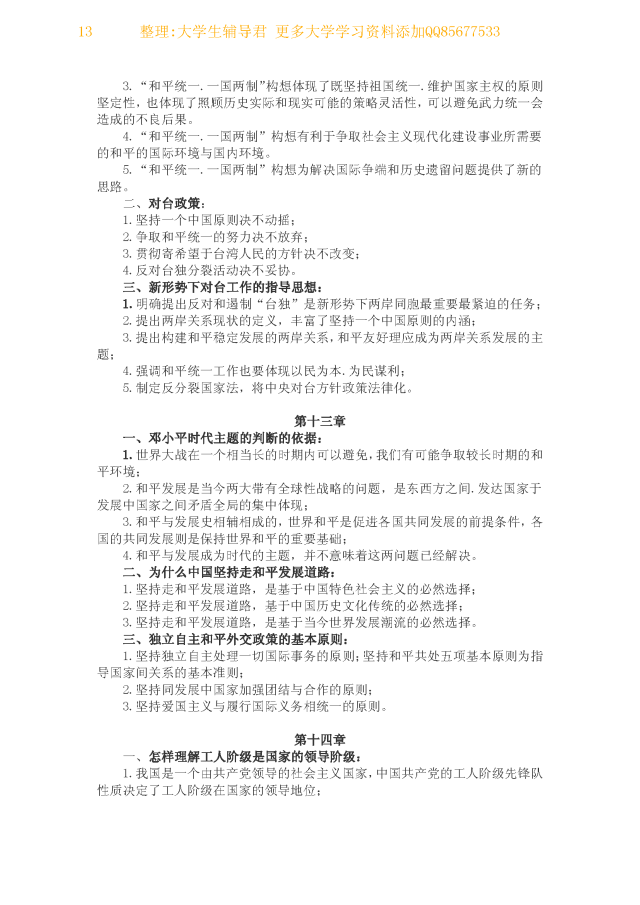 13 整理:大学生辅导君 更多大学学习资料添加QQ85677533
3.“和平统一.一国两制”构想体现了既坚持祖国统一.维护国家主权的原则
坚定性，也体现了照顾历史实际和现实可能的策略灵活性，可以避免武力统一会
造成的不良后果。
4.“和平统一.一国两制”构想有利于争取社会主义现代化建设事业所需要
的和平的国际环境与国内环境。
5.“和平统一.一国两制”构想为解决国际争端和历史遗留问题提供了新的
思路。
二、对台政策：
1.坚持一个中国原则决不动摇；
2.争取和平统一的努力决不放弃；
3.贯彻寄希望于台湾人民的方针决不改变；
4.反对台独分裂活动决不妥协。
三、新形势下对台工作的指导思想：
1.明确提出反对和遏制“台独”是新形势下两岸同胞最重要最紧迫的任务；
2.提出两岸关系现状的定义，丰富了坚持一个中国原则的内涵；
3.提出构建和平稳定发展的两岸关系，和平友好理应成为两岸关系发展的主
题；
4.强调和平统一工作也要体现以民为本.为民谋利；
5.制定反分裂国家法，将中央对台方针政策法律化。
第十三章
一、邓小平时代主题的判断的依据：
1.世界大战在一个相当长的时期内可以避免，我们有可能争取较长时期的和
平环境；
2.和平发展是当今两大带有全球性战略的问题，是东西方之间.发达国家于
发展中国家之间矛盾全局的集中体现；
3.和平与发展史相辅相成的，世界和平是促进各国共同发展的前提条件，各
国的共同发展则是保持世界和平的重要基础；
4.和平与发展成为时代的主题，并不意味着这两问题已经解决。
二、为什么中国坚持走和平发展道路：
1.坚持走和平发展道路，是基于中国特色社会主义的必然选择；
2.坚持走和平发展道路，基于中国历史文化传统的必然选择；
3.坚持走和平发展道路，是基于当今世界发展潮流的必然选择。
三、独立自主和平外交政策的基本原则：
1.坚持独立自主处理一切国际事务的原则；坚持和平共处五项基本原则为指
导国家间关系的基本准则；
2.坚持同发展中国家加强团结与合作的原则；
3.坚持爱国主义与履行国际义务相统一的原则。
第十四章
一、怎样理解工人阶级是国家的领导阶级：
1.我国是一个由共产党领导的社会主义国家，中国共产党的工人阶级先锋队
性质决定了工人阶级在国家的领导地位；